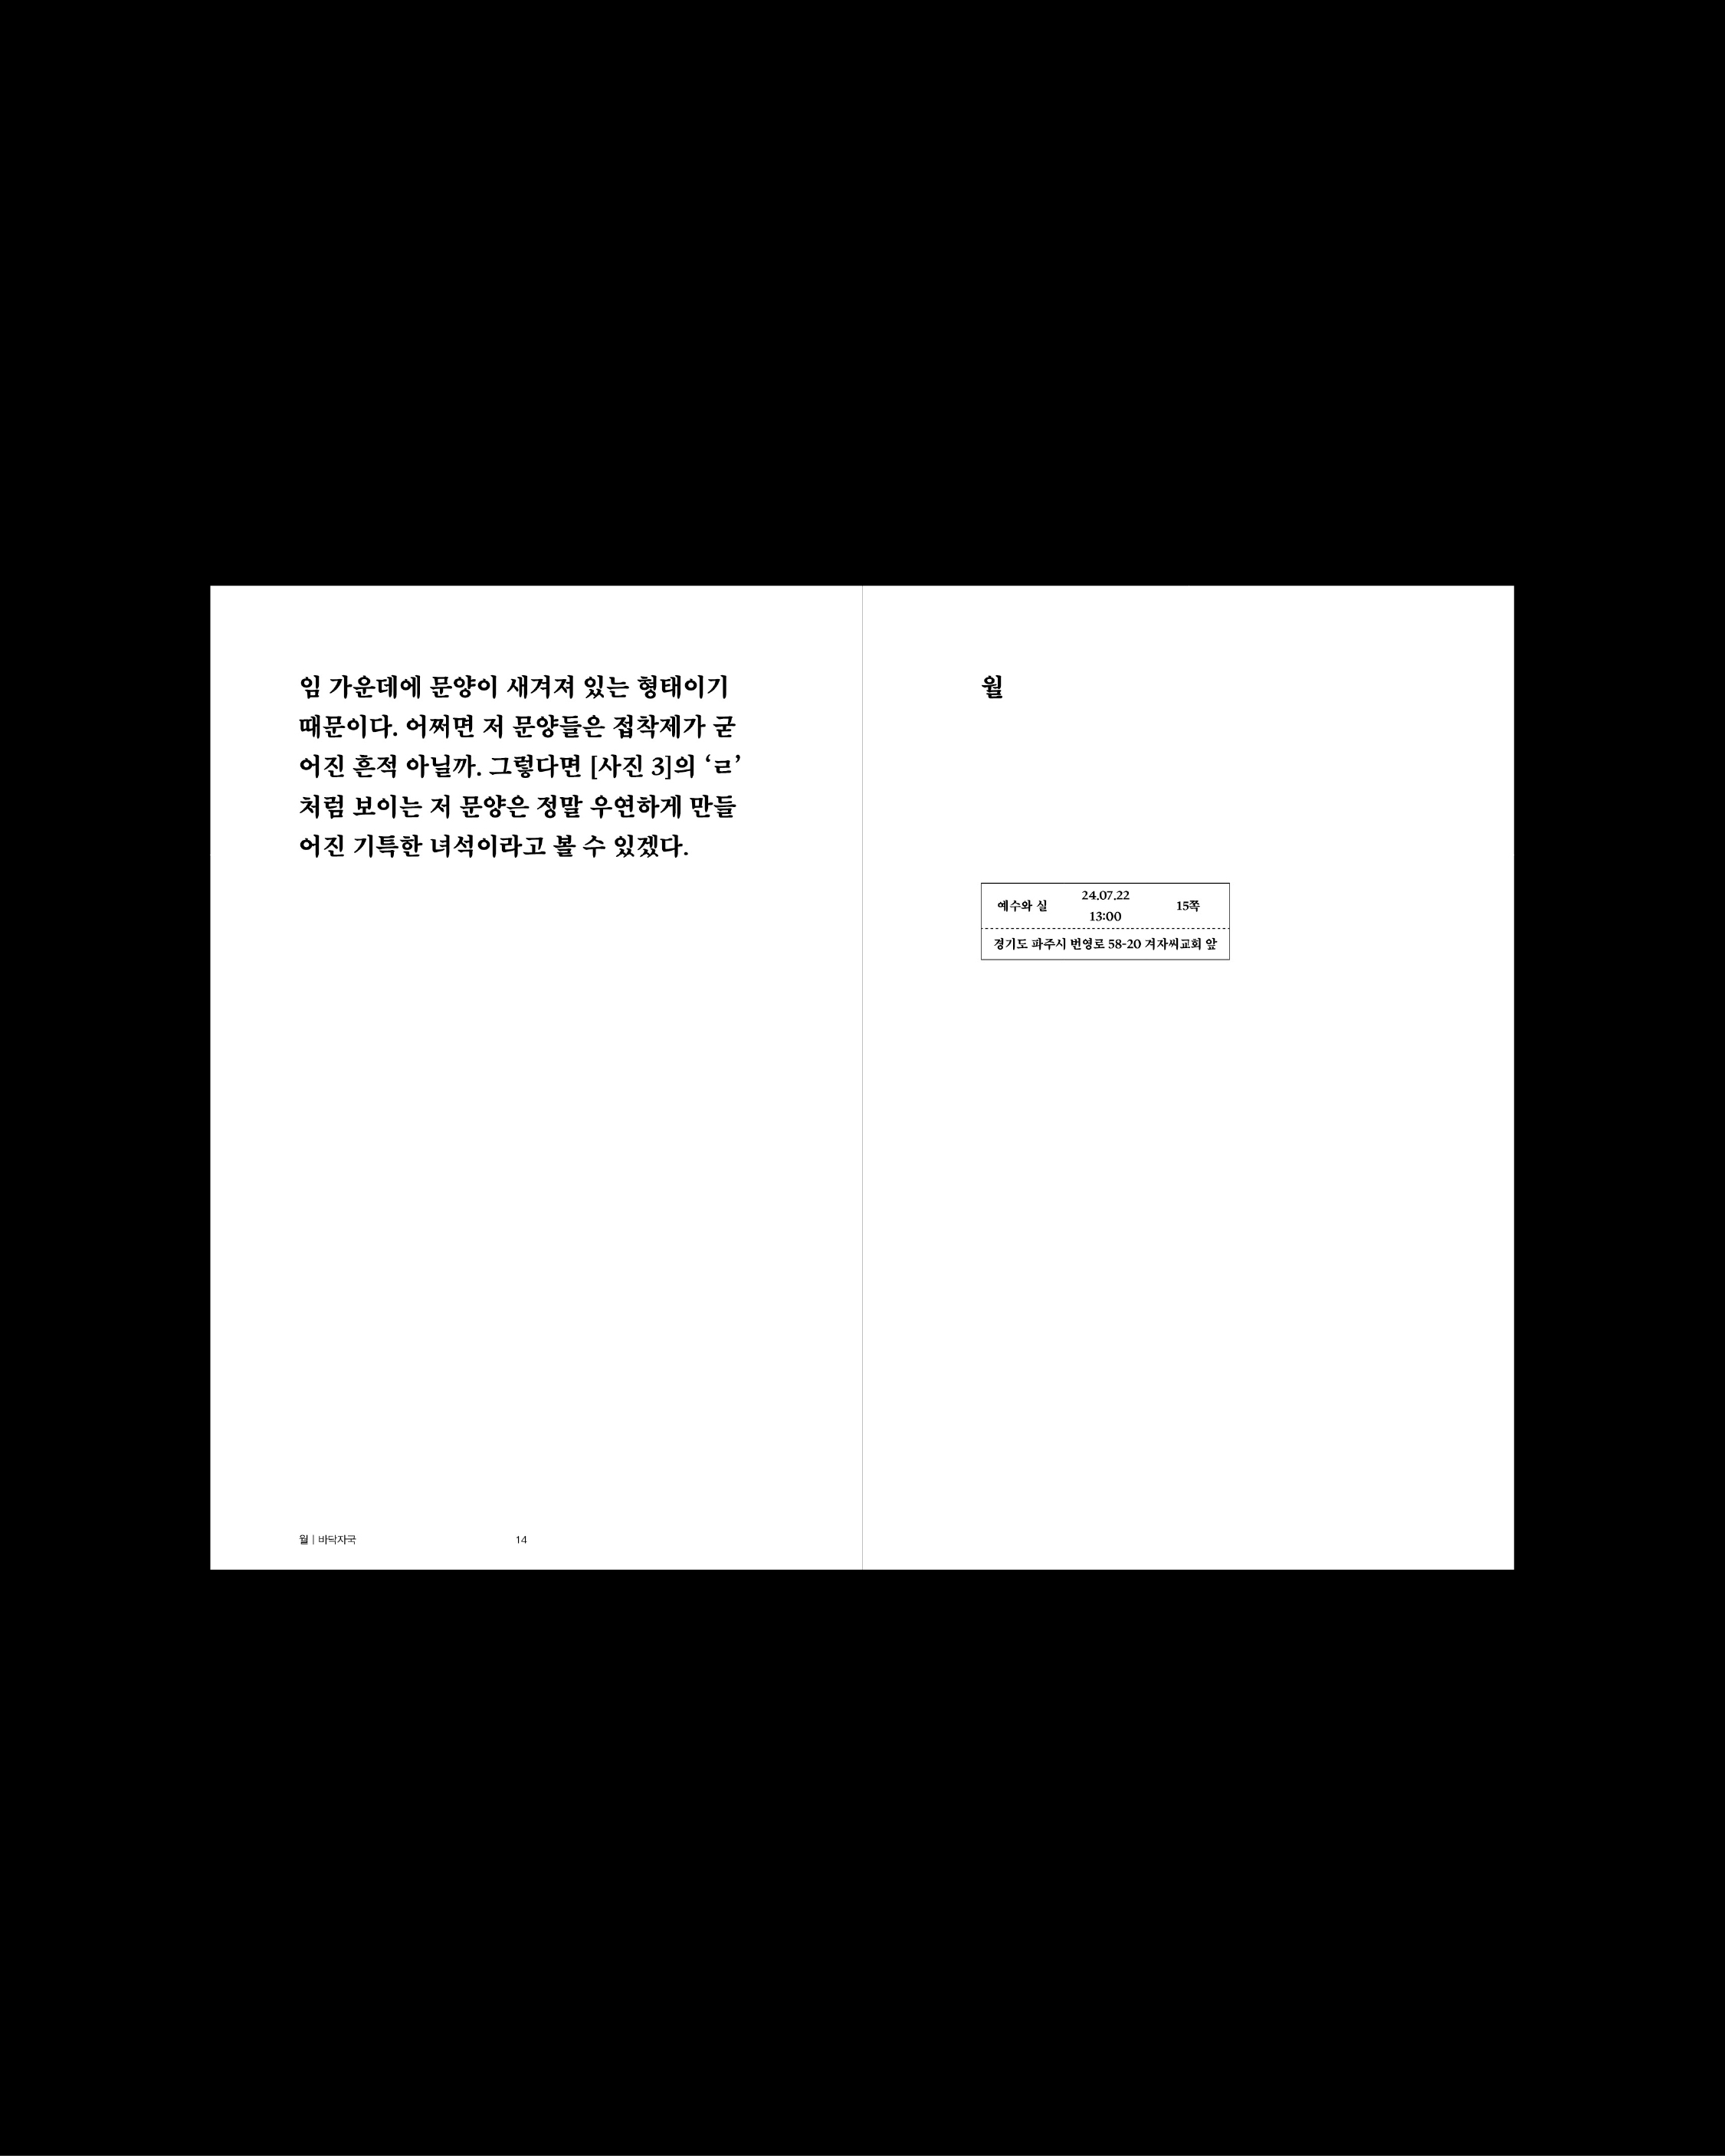 임 가운데에 문양이 새겨져 있는 형태이기
때문이다. 어쩌면 저 문양들은 접착제가 굳
어진 흔적 아닐까. 그렇다면 [사진 3]의 ‘ㄹ’
처럼 보이는 저 문양은 정말 우연하게 만들
어진 기특한 녀석이라고 볼 수 있겠다.
월 | 바닥자국
14
월
예수와 실
24.07.22
13:00
15쪽
경기도 파주시 번영로 58-20 겨자씨교회 앞